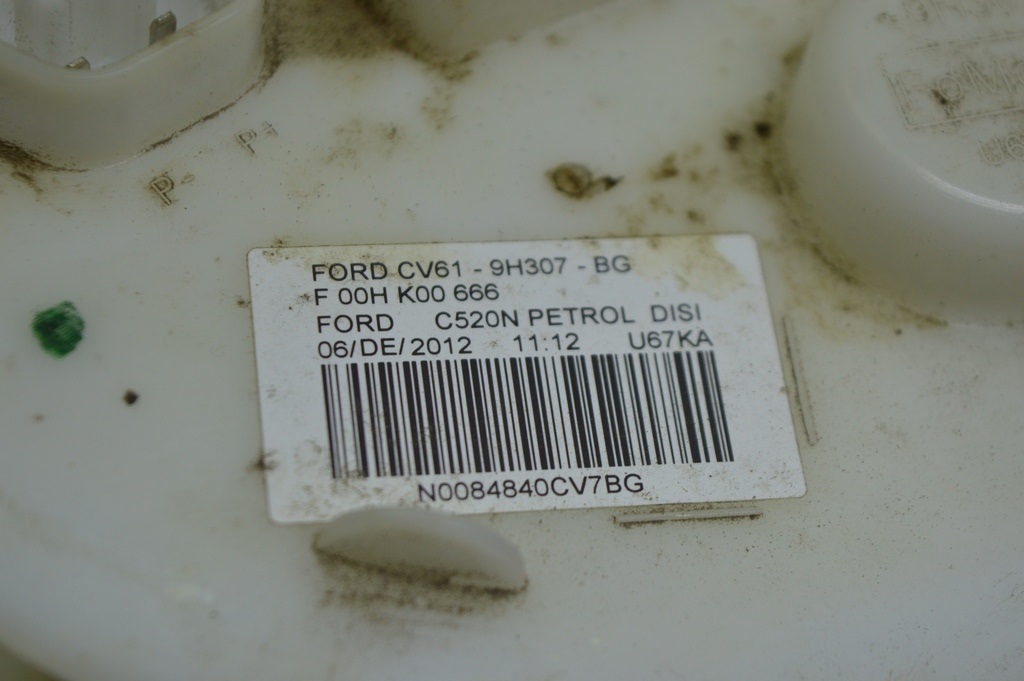 P
P
FORD CV61 - 9H307 - BG
F 00H K00 666
FORD C520N PETROL DISI
06/DE/2012 11:12 U67KA
N0084840CV7BG